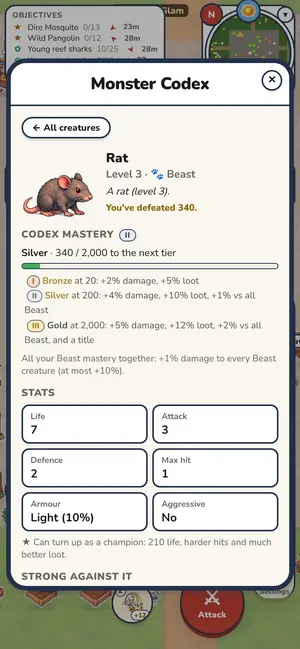 Glam
OBJECTIVES
★ Dire Mosquito 0/13 23m
★ Wild Pangolin 0/12 28m
Young reef sharks 10/25 28m
N
Monster Codex
×
← All creatures
Rat
Level 3 · 🐾 Beast
A rat (level 3).
You've defeated 340.
CODEX MASTERY II
Silver · 340 / 2,000 to the next tier
I Bronze at 20: +2% damage, +5% loot
II Silver at 200: +4% damage, +10% loot, +1% vs all
Beast
III Gold at 2,000: +5% damage, +12% loot, +2% vs all
Beast, and a title
All your Beast mastery together: +1% damage to every Beast
creature (at most +10%).
STATS
Life
7
Attack
3
Defence
2
Max hit
1
Armour
Light (10%)
Aggressive
No
★ Can turn up as a champion: 210 life, harder hits and much
better loot.
STRONG AGAINST IT
+12
Attack
Settings